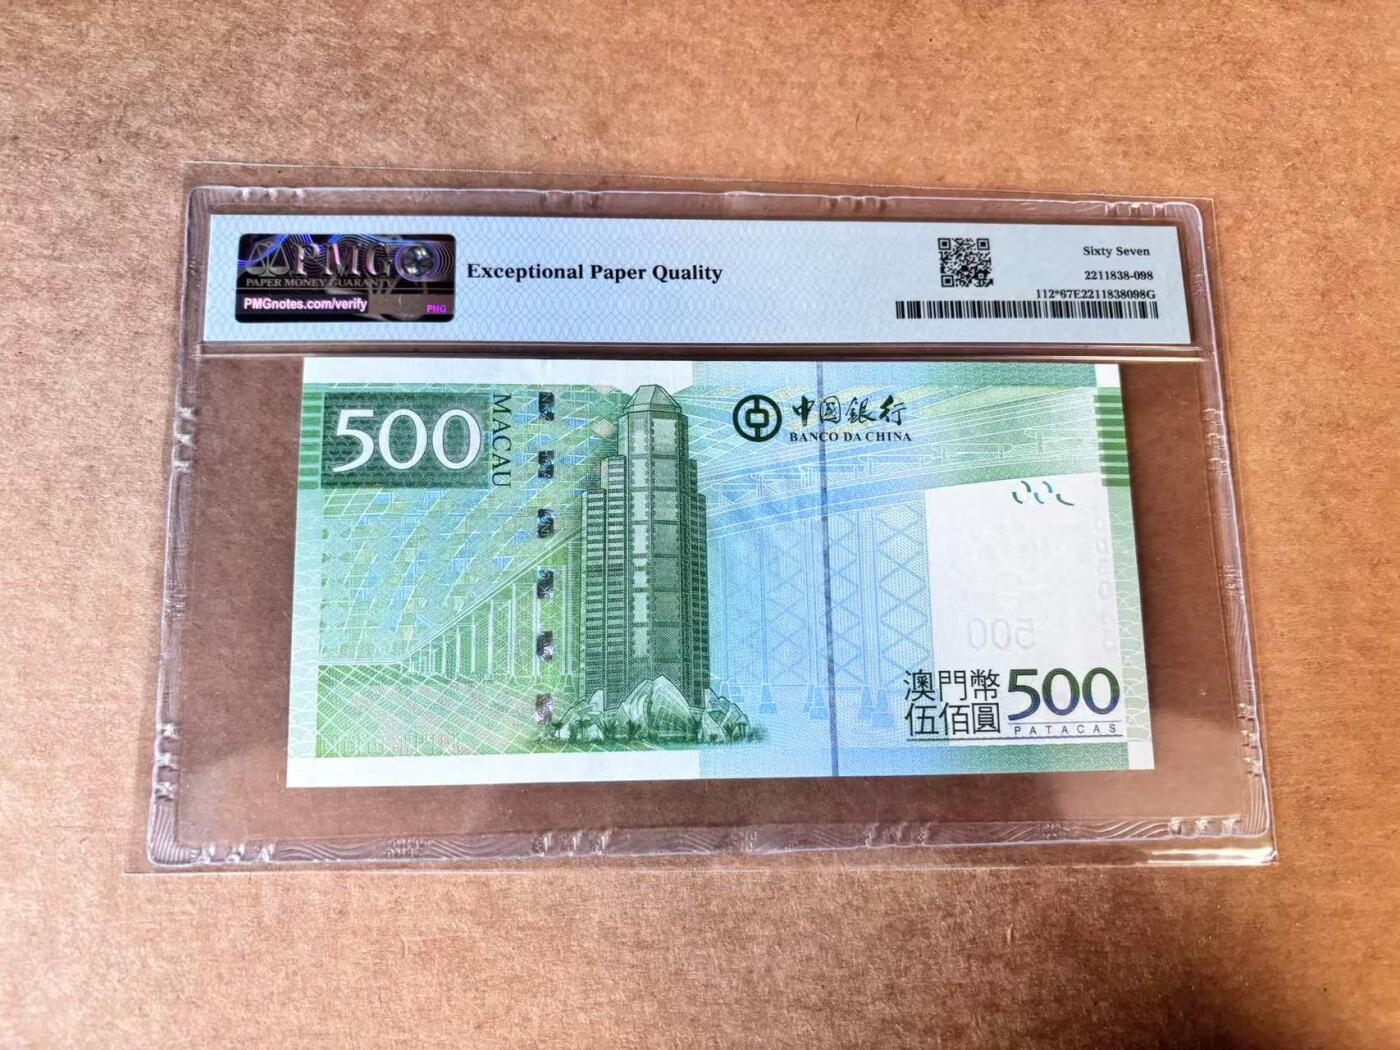 PMG
PAPER MONEY GUARANTY
PMGnotes.com/verify
PNG
Exceptional Paper Quality
Sixty Seven
2211838-098
112*67E2211838098G
500
MACAU
中國銀行
BANCO DA CHINA
500
澳門幣
伍佰圓
500
PATACAS